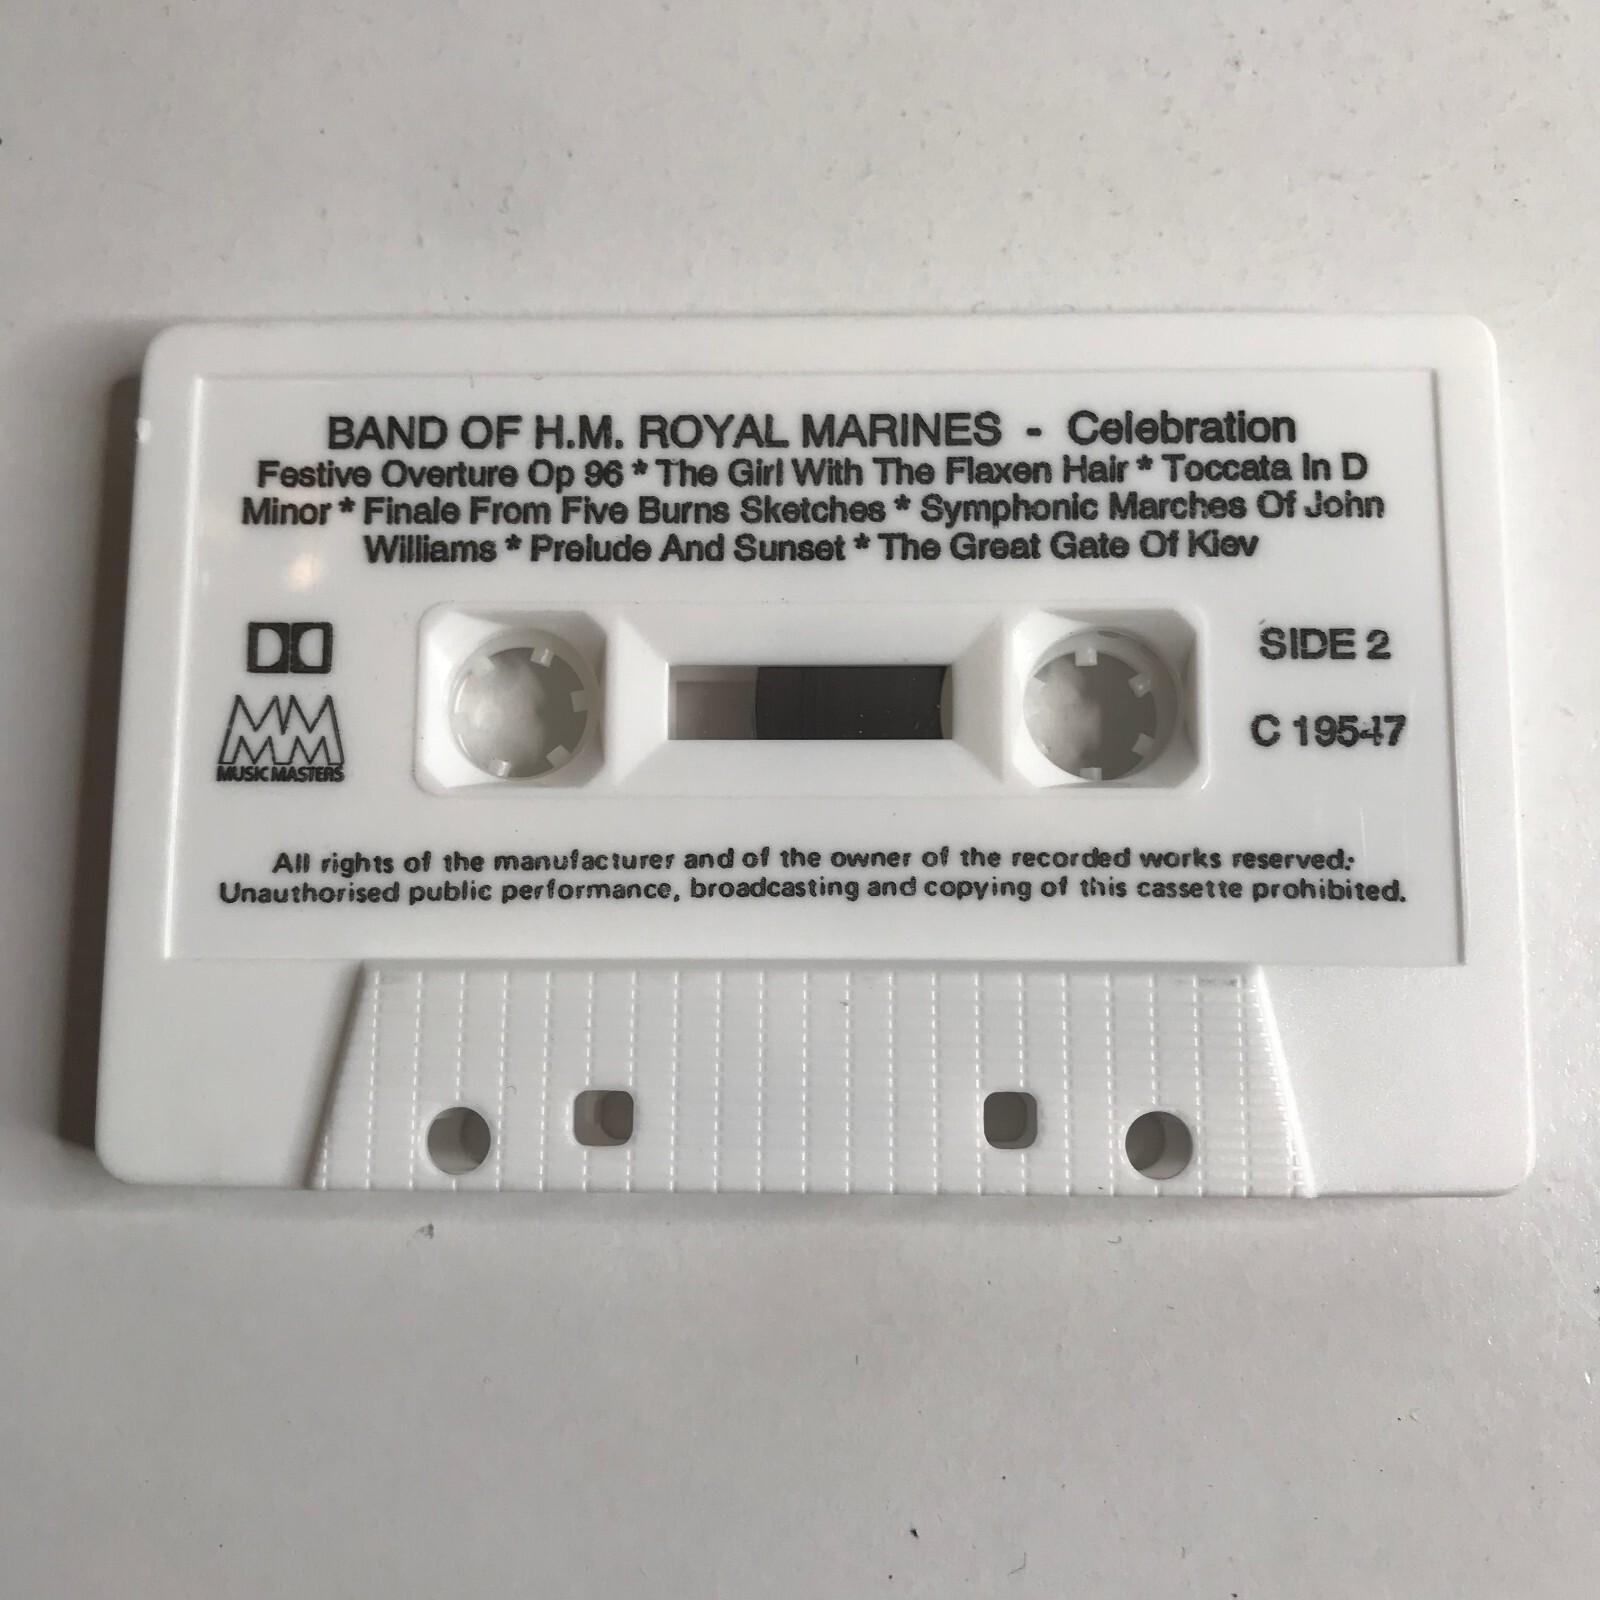 BAND OF H.M. ROYAL MARINES - Celebration
Festive Overture Op 96 * The Girl With The Flaxen Hair * Toccata In D
Minor * Finale From Five Burns Sketches * Symphonic Marches Of John
Williams * Prelude And Sunset * The Great Gate Of Kiev
SIDE 2
MUSIC MASTERS
C 19547
All rights of the manufacturer and of the owner of the recorded works reserved:
Unauthorised public performance, broadcasting and copying of this cassette prohibited.